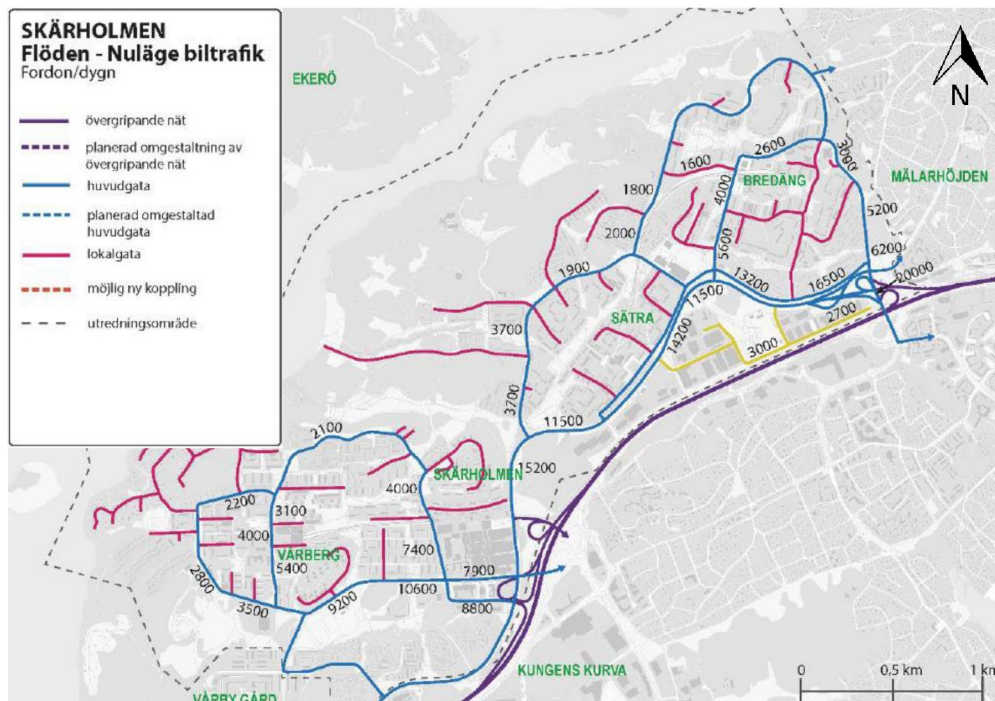 SKÄRHOLMEN
Flöden - Nuläge biltrafik
Fordon/dygn
övergripande nät
planerad omgestaltning av
övergripande nät
huvudgata
planerad omgestaltad
huvudgata
lokalgata
möjlig ny koppling
utredningsområde
EKERÖ
N
2600
3000
MÄLARHÖJDEN
1600
BREDÄNG
1800
4000
5200
2000
5600
6200
1900
13200
16500
20000
11500
2700
SÄTRA
3700
14200
3000
3700
11500
2100
15200
SKÄRHOLMEN
4000
2200
3100
4000
VÅRBERG
7400
5400
7900
2800
10600
3500
9200
8800
KUNGENS KURVA
VÅRBY GÅRD
0
0,5 km
1 km